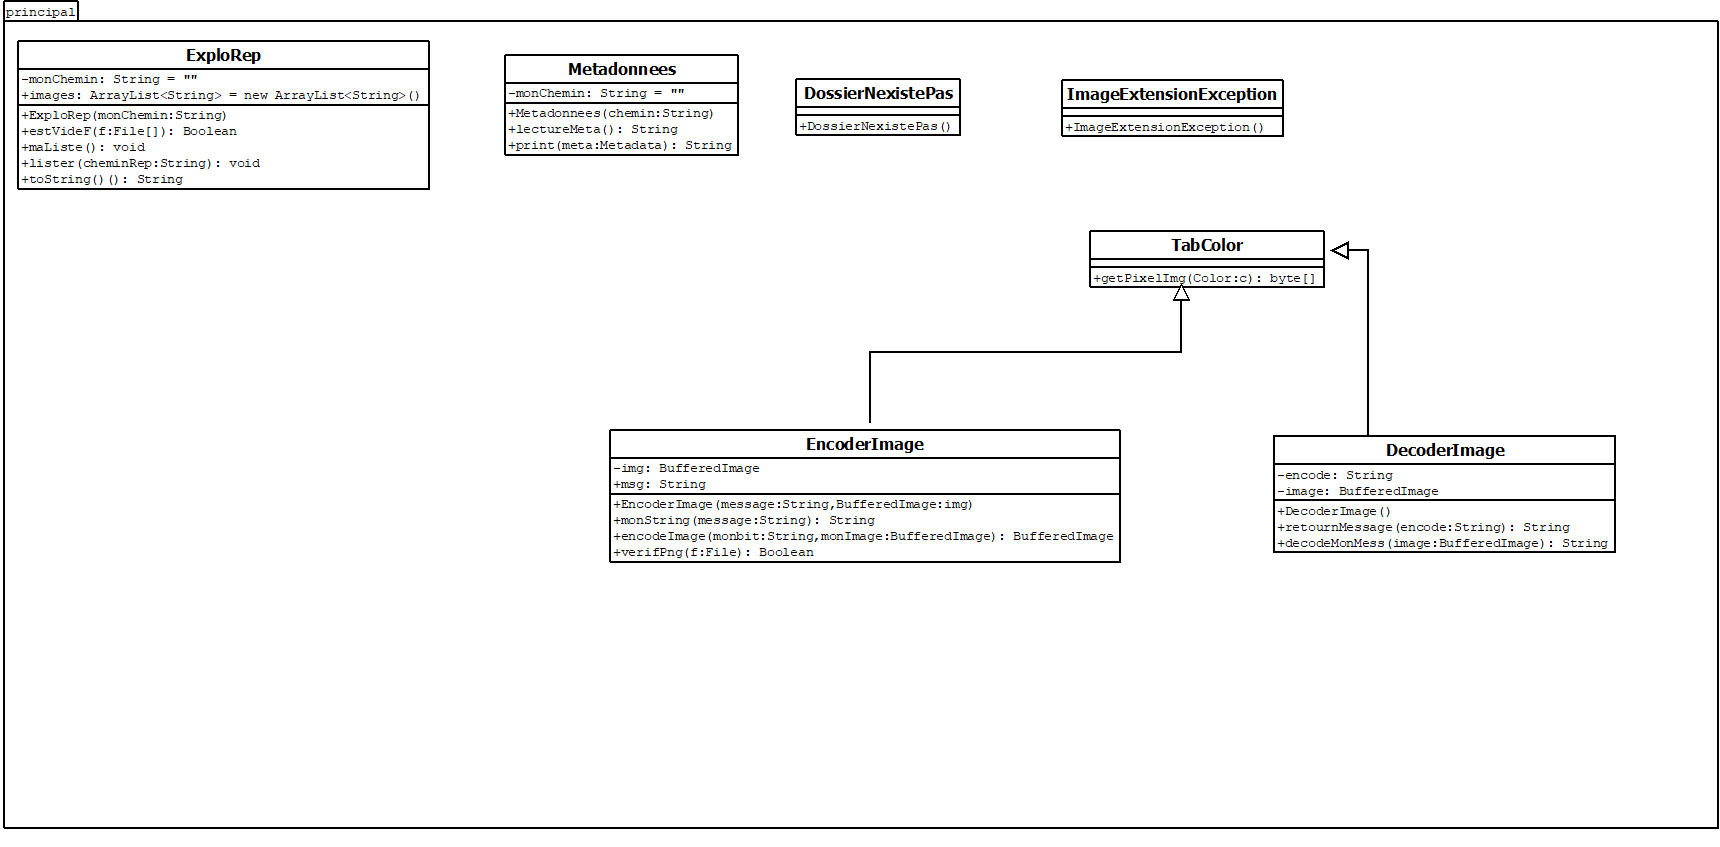 principal
ExploRep
-monChemin: String = ""
+images: ArrayList<String> = new ArrayList<String>()
+ExploRep(monChemin:String)
+estVideF(f:File[]): Boolean
+maListe(): void
+lister(cheminRep:String): void
+toString()(): String
Metadonnees
-monChemin: String = ""
+Metadonnees(chemin:String)
+lectureMeta(): String
+print(meta:Metadata): String
DossierNexistePas
+DossierNexistePas()
ImageExtensionException
+ImageExtensionException()
TabColor
+getPixelImg(Color:c): byte[]
EncoderImage
-img: BufferedImage
+msg: String
+EncoderImage(message:String,BufferedImage:img)
+monString(message:String): String
+encodeImage(monbit:String,monImage:BufferedImage): BufferedImage
+verifPng(f:File): Boolean
DecoderImage
-encode: String
-image: BufferedImage
+DecoderImage()
+retournMessage(encode:String): String
+decodeMonMess(image:BufferedImage): String